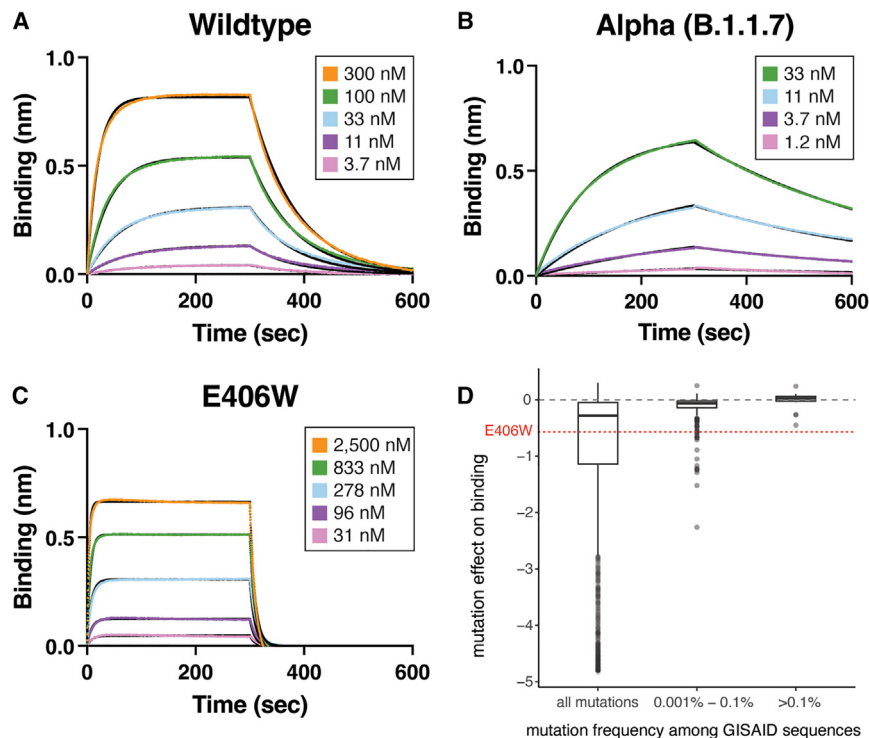 A
Wildtype
Binding (nm)
1.0
0.5
0.0
300 nM
100 nM
33 nM
11 nM
3.7 nM
0
200
400
600
Time (sec)
B
Alpha (B.1.1.7)
Binding (nm)
1.0
0.5
0.0
33 nM
11 nM
3.7 nM
1.2 nM
0
200
400
600
Time (sec)
C
E406W
Binding (nm)
1.0
0.5
0.0
2,500 nM
833 nM
278 nM
96 nM
31 nM
0
200
400
600
Time (sec)
D
mutation effect on binding
0
E406W
−1
−2
−3
−4
−5
all mutations
0.001% − 0.1%
>0.1%
mutation frequency among GISAID sequences